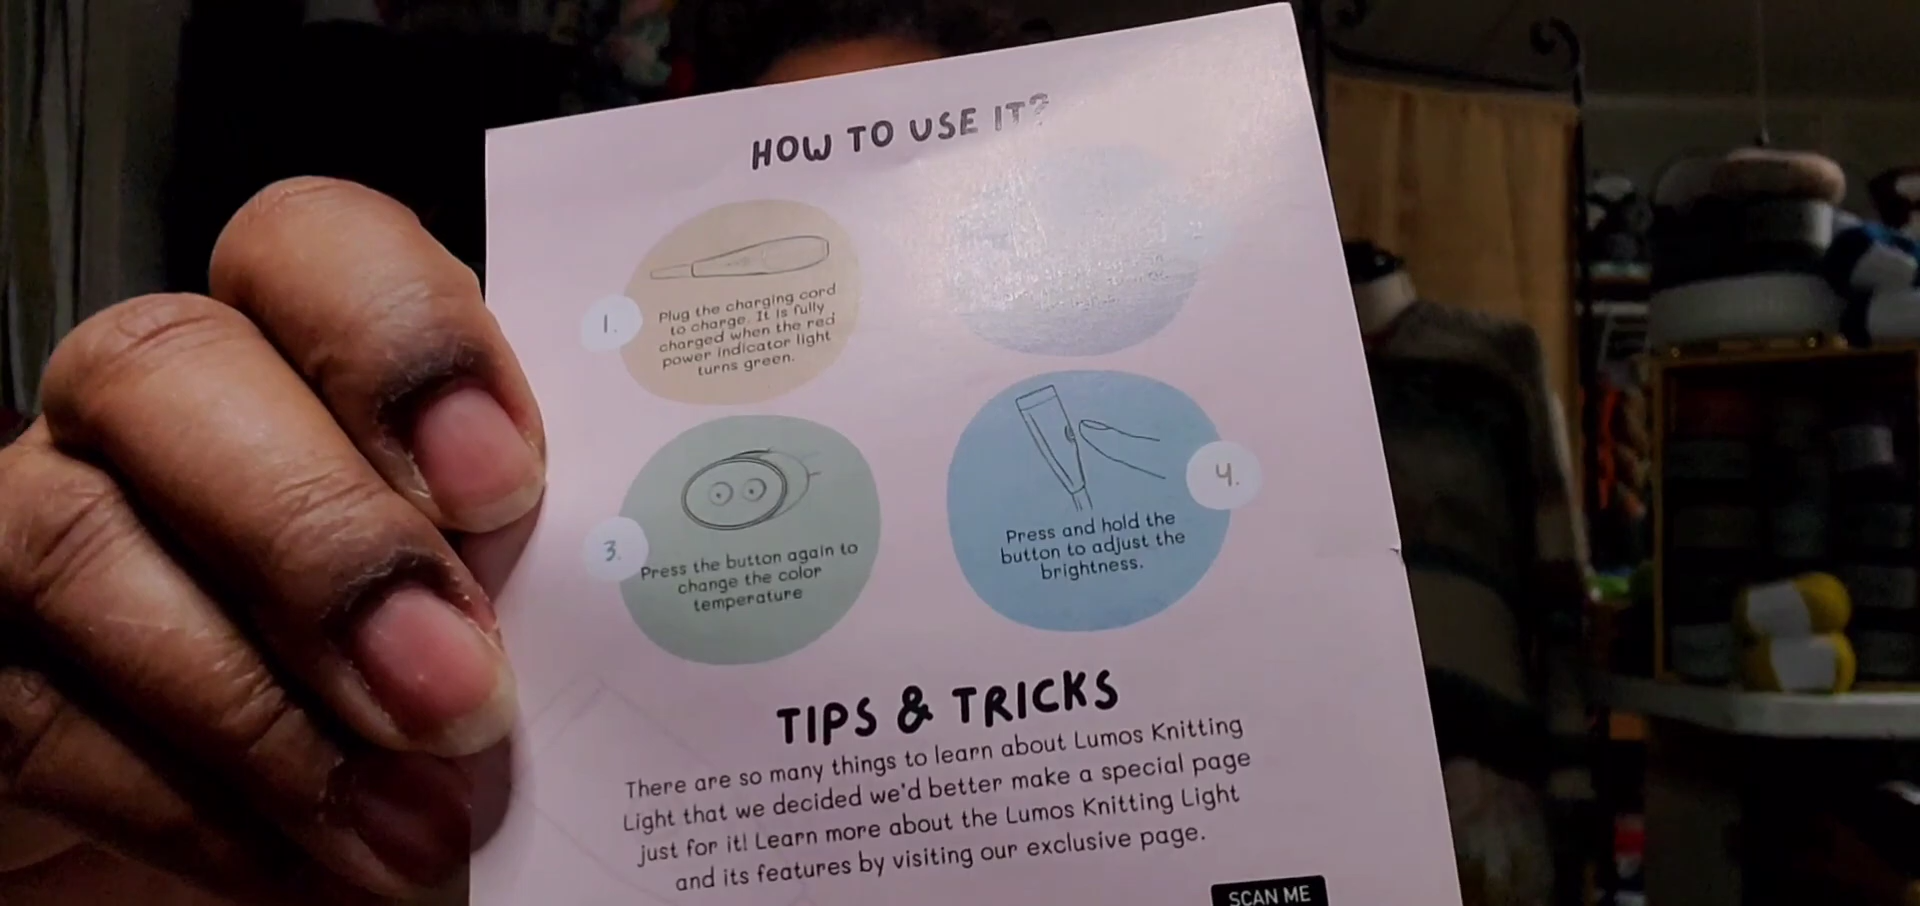 HOW TO USE IT?
1.
Plug the charging cord
to charge. It is fully
charged when the red
power indicator light
turns green.
3.
Press the button again to
change the color
temperature
4.
Press and hold the
button to adjust the
brightness.
TIPS & TRICKS
There are so many things to learn about Lumos Knitting
Light that we decided we'd better make a special page
just for it! Learn more about the Lumos Knitting Light
and its features by visiting our exclusive page.
SCAN ME